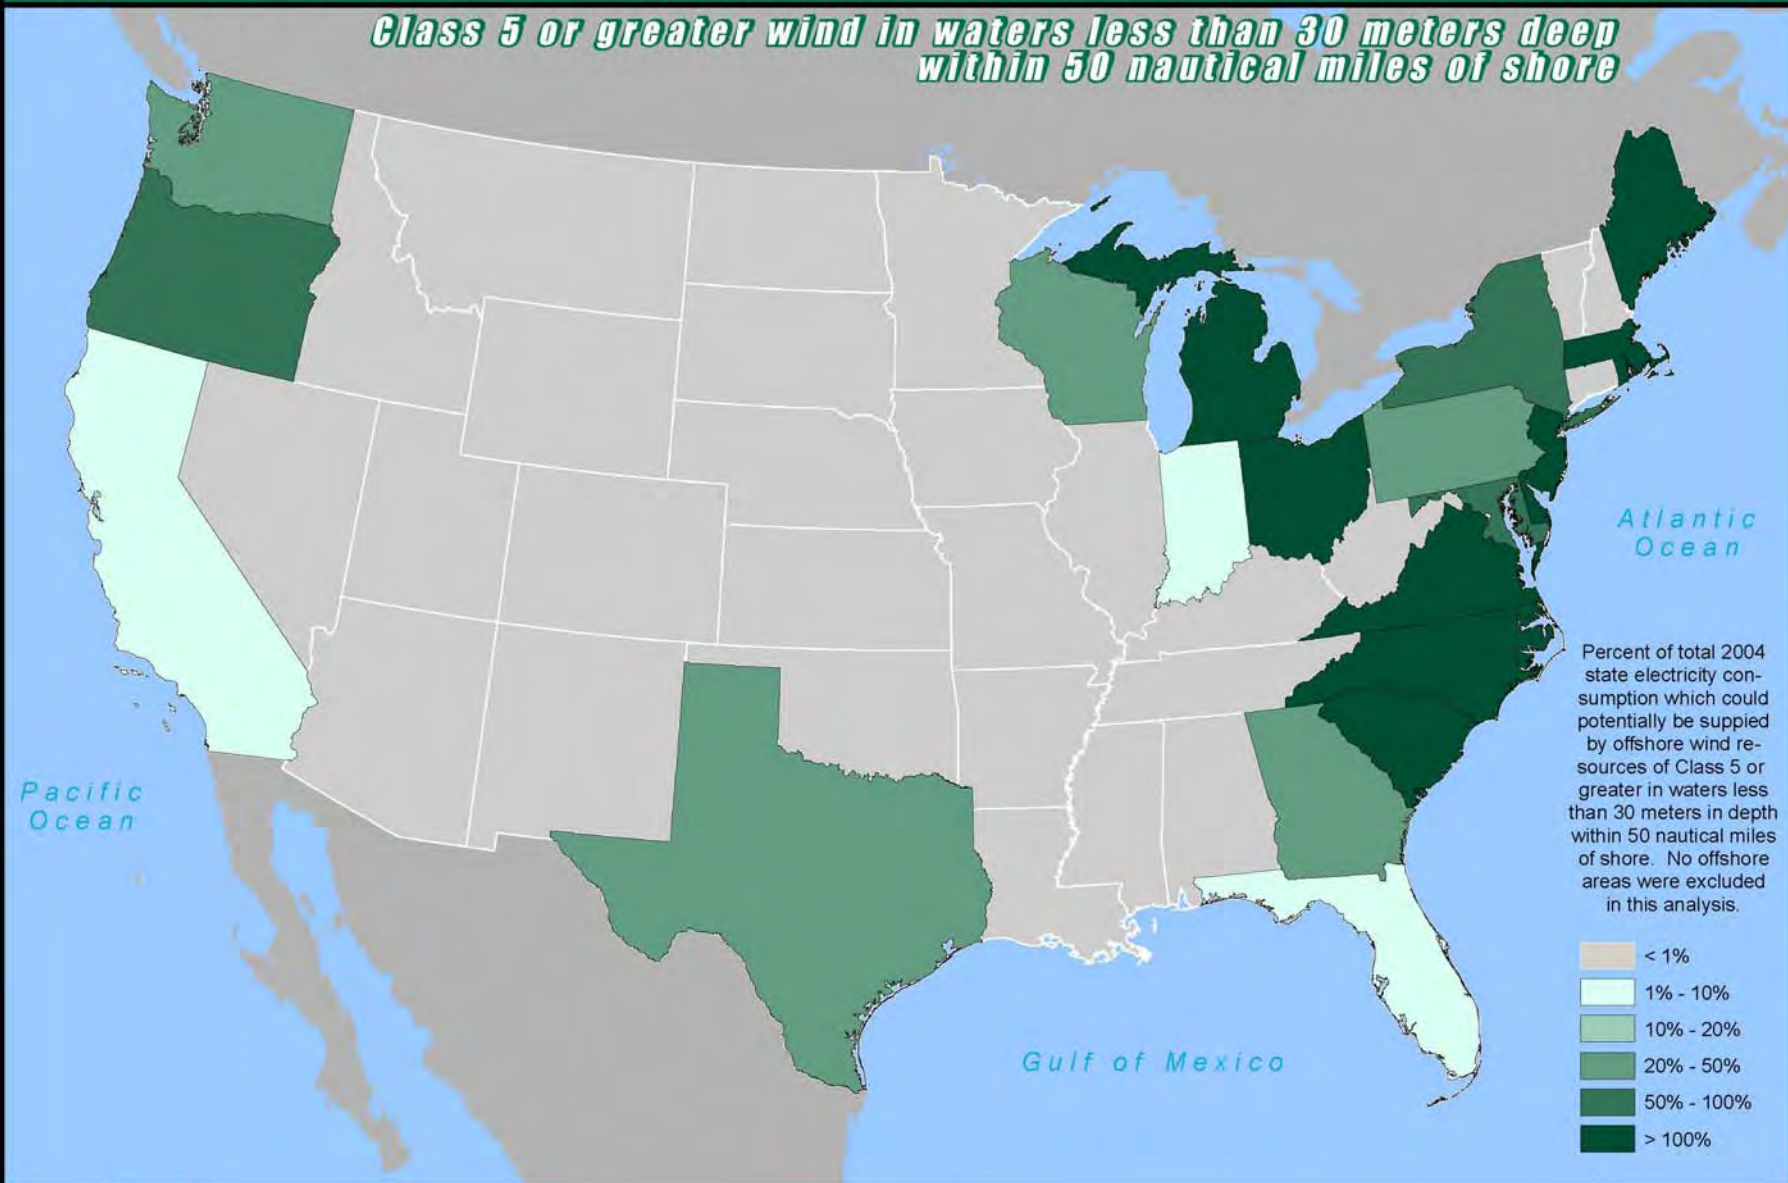 Class 5 or greater wind in waters less than 30 meters deep
within 50 nautical miles of shore
Atlantic
Ocean
Pacific
Ocean
Gulf of Mexico
Percent of total 2004
state electricity con-
sumption which could
potentially be suppied
by offshore wind re-
sources of Class 5 or
greater in waters less
than 30 meters in depth
within 50 nautical miles
of shore. No offshore
areas were excluded
in this analysis.
< 1%
1% - 10%
10% - 20%
20% - 50%
50% - 100%
> 100%